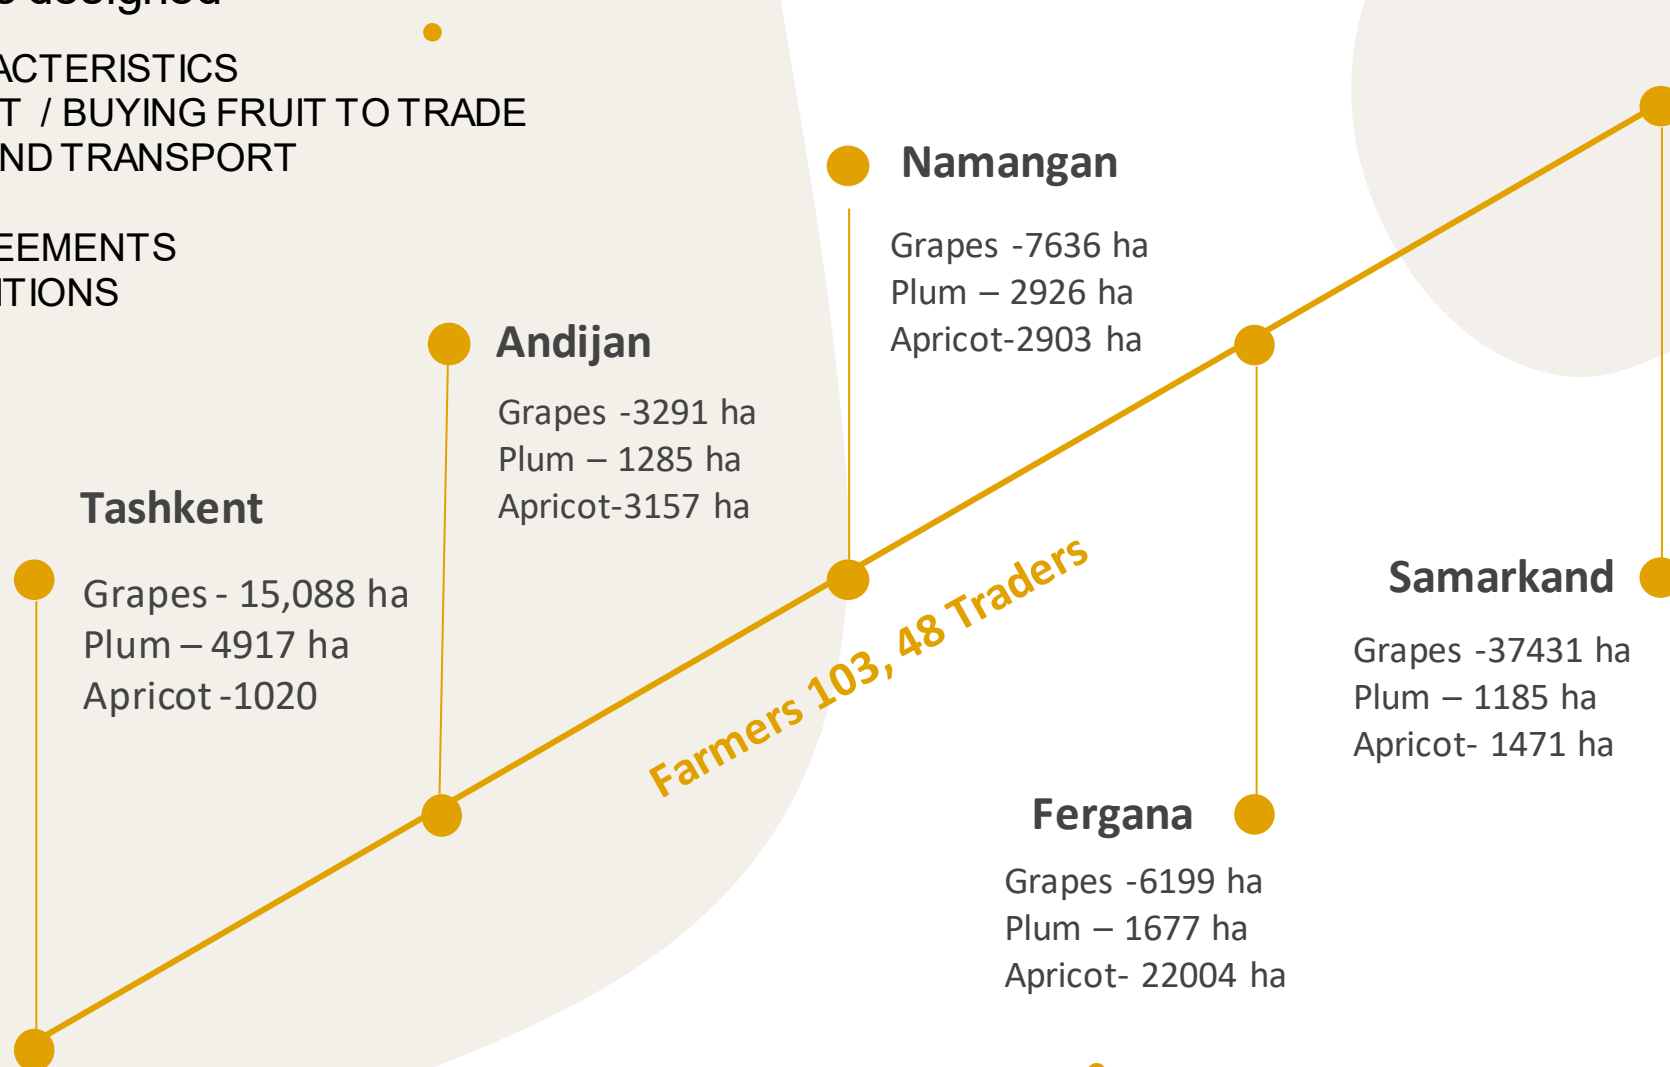 designed
ACTERISTICS
T / BUYING FRUIT TO TRADE
ND TRANSPORT
EEMENTS
ITIONS
Namangan
Grapes -7636 ha
Plum – 2926 ha
Apricot-2903 ha
Andijan
Grapes -3291 ha
Plum – 1285 ha
Apricot-3157 ha
Tashkent
Grapes - 15,088 ha
Plum – 4917 ha
Apricot -1020
Farmers 103, 48 Traders
Samarkand
Grapes -37431 ha
Plum – 1185 ha
Apricot- 1471 ha
Fergana
Grapes -6199 ha
Plum – 1677 ha
Apricot- 22004 ha